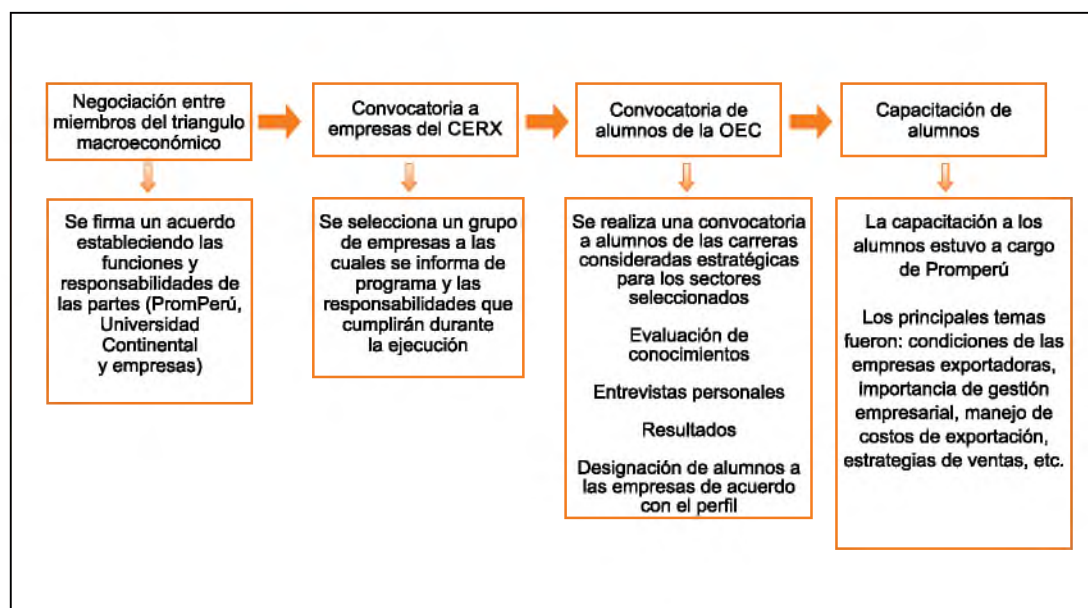 Negociación entre
miembros del triangulo
macroeconómico
Convocatoria a
empresas del CERX
Convocatoria de
alumnos de la OEC
Capacitación de
alumnos
Se firma un acuerdo
estableciendo las
funciones y
responsabilidades de
las partes (PromPerú,
Universidad
Continental
y empresas)
Se selecciona un grupo
de empresas a las
cuales se informa de
programa y las
responsabilidades que
cumplirán durante
la ejecución
Se realiza una convocatoria
a alumnos de las carreras
consideradas estratégicas
para los sectores
seleccionados
Evaluación de
conocimientos
Entrevistas personales
Resultados
Designación de alumnos a
las empresas de acuerdo
con el perfil
La capacitación a los
alumnos estuvo a cargo
de Promperú
Los principales temas
fueron: condiciones de las
empresas exportadoras,
importancia de gestión
empresarial, manejo de
costos de exportación,
estrategias de ventas, etc.